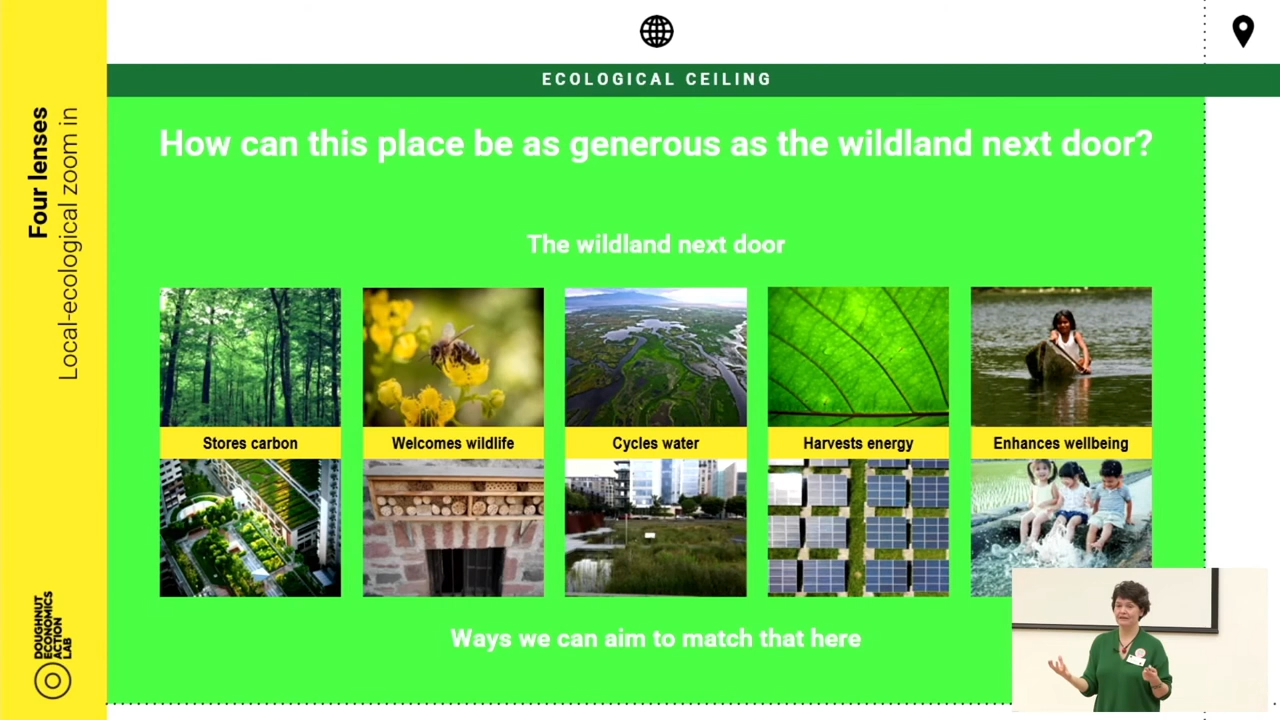 Four lenses
Local-ecological zoom in
ECOLOGICAL CEILING
How can this place be as generous as the wildland next door?
The wildland next door
Stores carbon
Welcomes wildlife
Cycles water
Harvests energy
Enhances wellbeing
Ways we can aim to match that here
DOUGHNUT
ECONOMICS
ACTION
LAB